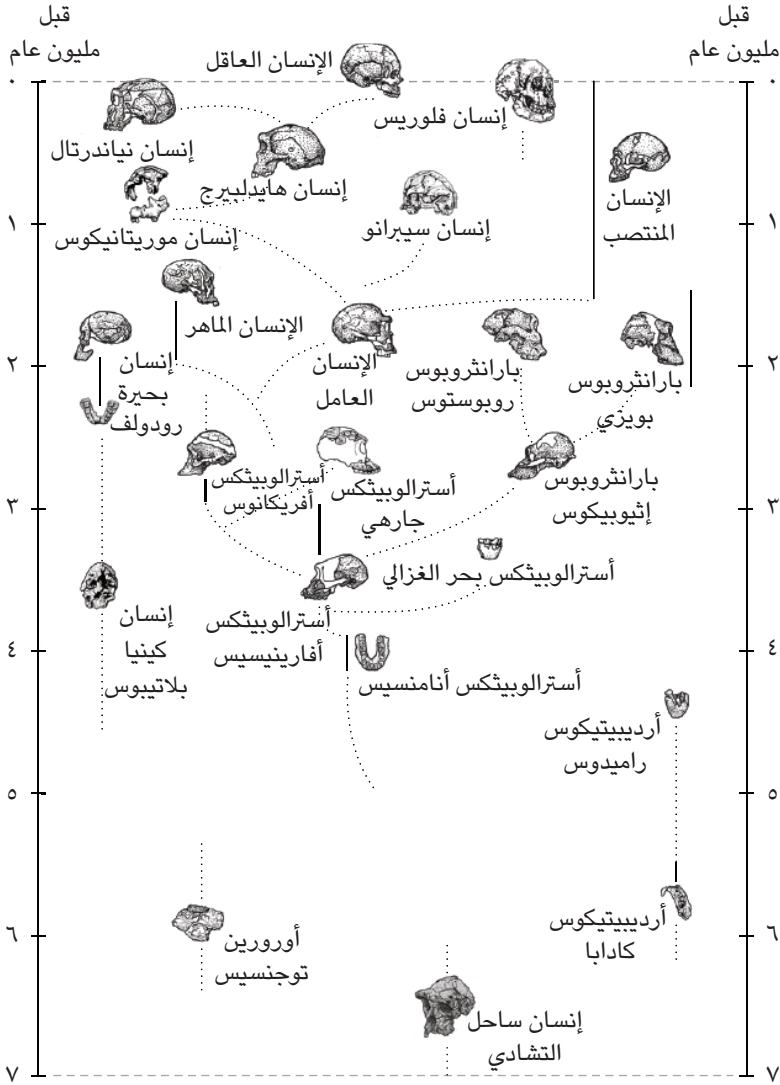 قبل
مليون عام
قبل
مليون عام
٠
٠
الإنسان العاقل
إنسان فلوريس
إنسان نياندرتال
إنسان هايدلبيرج
الإنسان
المنتصب
١
١
إنسان سيبرانو
إنسان موريتانيكوس
الإنسان الماهر
الإنسان
العامل
٢
٢
إنسان
بحيرة
رودولف
بارانثروبوس
روبوستوس
بارانثروبوس
بويزي
أسترالوبيثكس
أفريكانوس
أسترالوبيثكس
جارهي
بارانثروبوس
إثيوبيكوس
٣
٣
أسترالوبيثكس بحر الغزالي
إنسان
كينيا
بلاتيبوس
أسترالوبيثكس
أفارينيسيس
٤
٤
أسترالوبيثكس أنامنسيس
أرديبيتيكوس
راميدوس
٥
٥
أرديبيتيكوس
كادابا
أورورين
توجنسيس
٦
٦
إنسان ساحل
التشادي
٧
٧